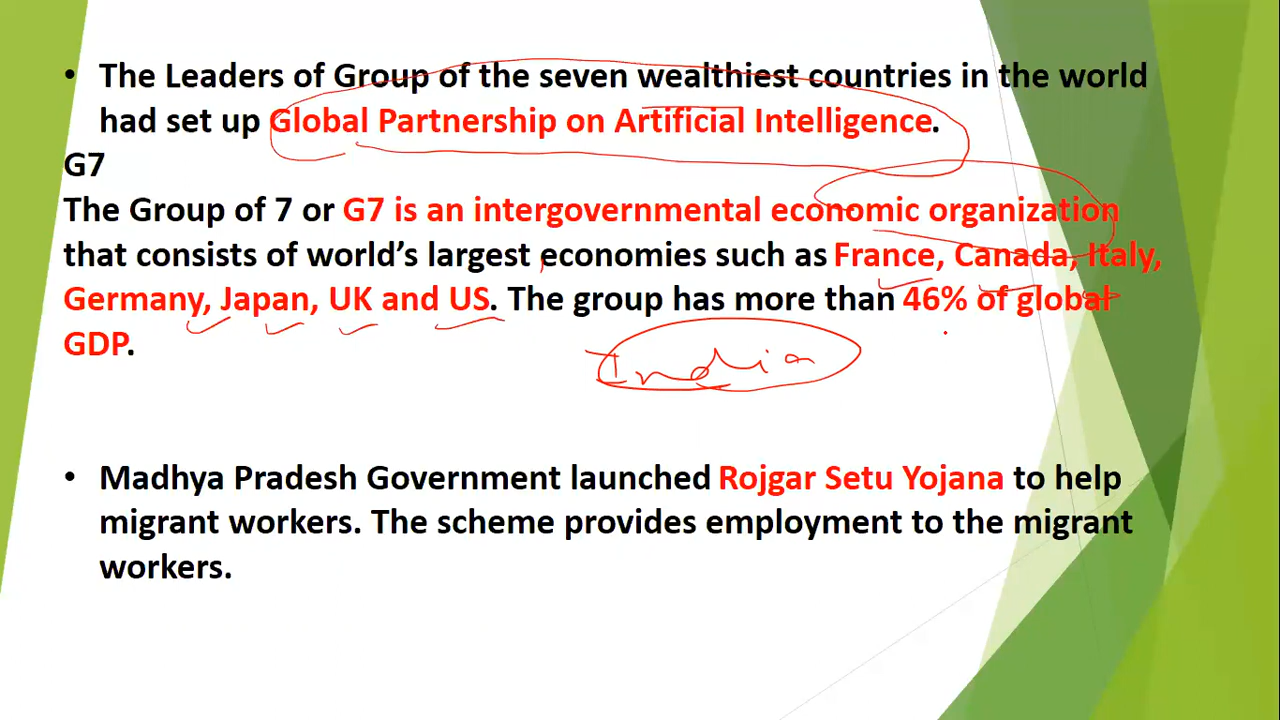 • The Leaders of Group of the seven wealthiest countries in the world
had set up Global Partnership on Artificial Intelligence.
G7
The Group of 7 or G7 is an intergovernmental economic organization
that consists of world’s largest economies such as France, Canada, Italy,
Germany, Japan, UK and US. The group has more than 46% of global
GDP.
India
• Madhya Pradesh Government launched Rojgar Setu Yojana to help
migrant workers. The scheme provides employment to the migrant
workers.